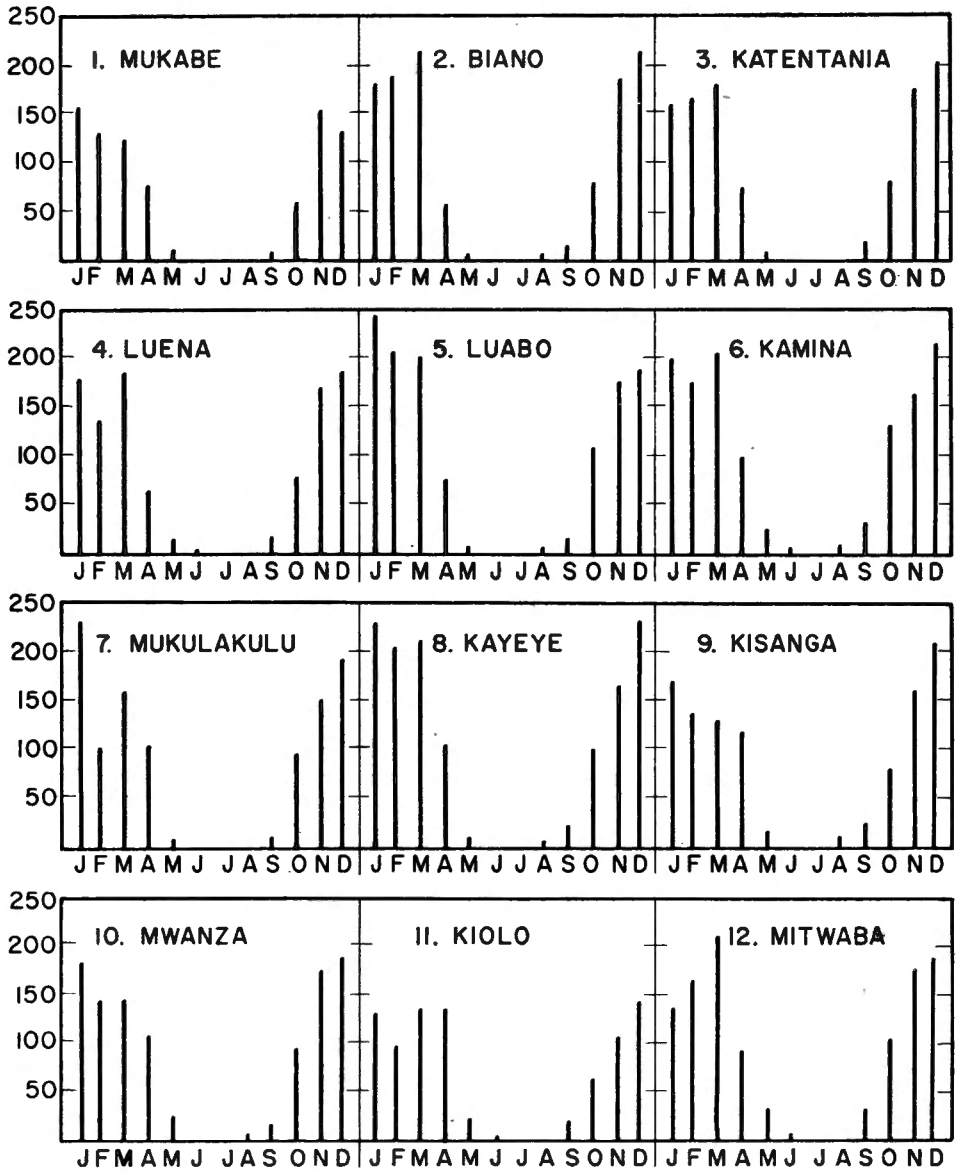 250
200
150
100
50
1. MUKABE
2. BIANO
3. KATENTANIA
J F M A M J J A S O N D J F M A M J J A S O N D J F M A M J J A S O N D
250
200
150
100
50
4. LUENA
5. LUABO
6. KAMINA
J F M A M J J A S O N D J F M A M J J A S O N D J F M A M J J A S O N D
250
200
150
100
50
7. MUKULAKULU
8. KAYEYE
9. KISANGA
J F M A M J J A S O N D J F M A M J J A S O N D J F M A M J J A S O N D
250
200
150
100
50
10. MWANZA
11. KIOLO
12. MITWABA
J F M A M J J A S O N D J F M A M J J A S O N D J F M A M J J A S O N D